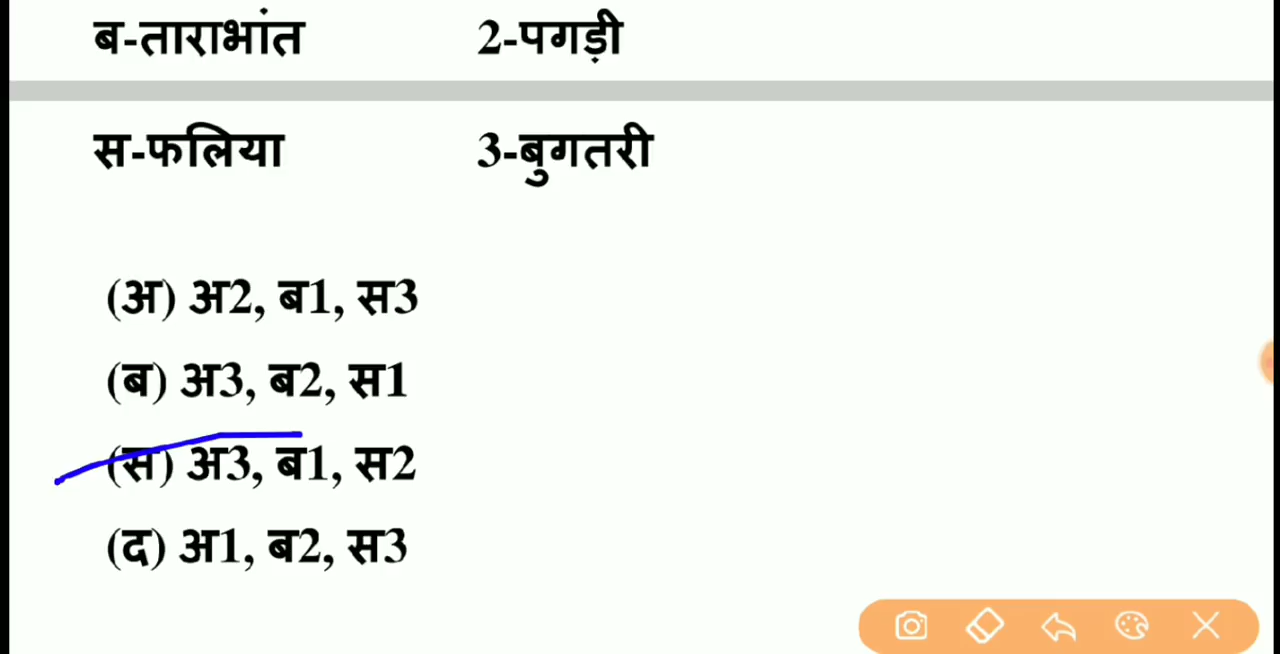 ब-ताराभांत 2-पगड़ी
स-फलिया 3-बुगतरी
(अ) अ2, ब1, स3
(ब) अ3, ब2, स1
(स) अ3, ब1, स2
(द) अ1, ब2, स3